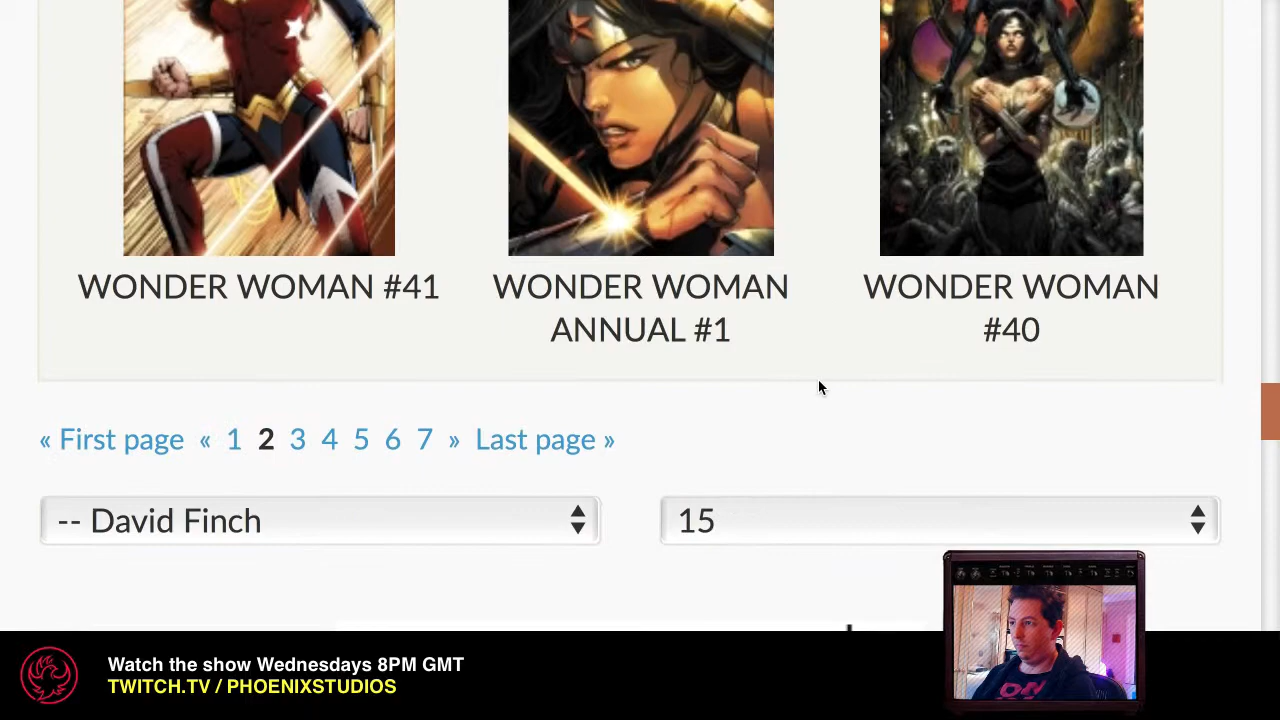 WONDER WOMAN #41
WONDER WOMAN
ANNUAL #1
WONDER WOMAN
#40
« First page « 1 2 3 4 5 6 7 » Last page »
-- David Finch
15
Watch the show Wednesdays 8PM GMT
TWITCH.TV / PHOENIXSTUDIOS